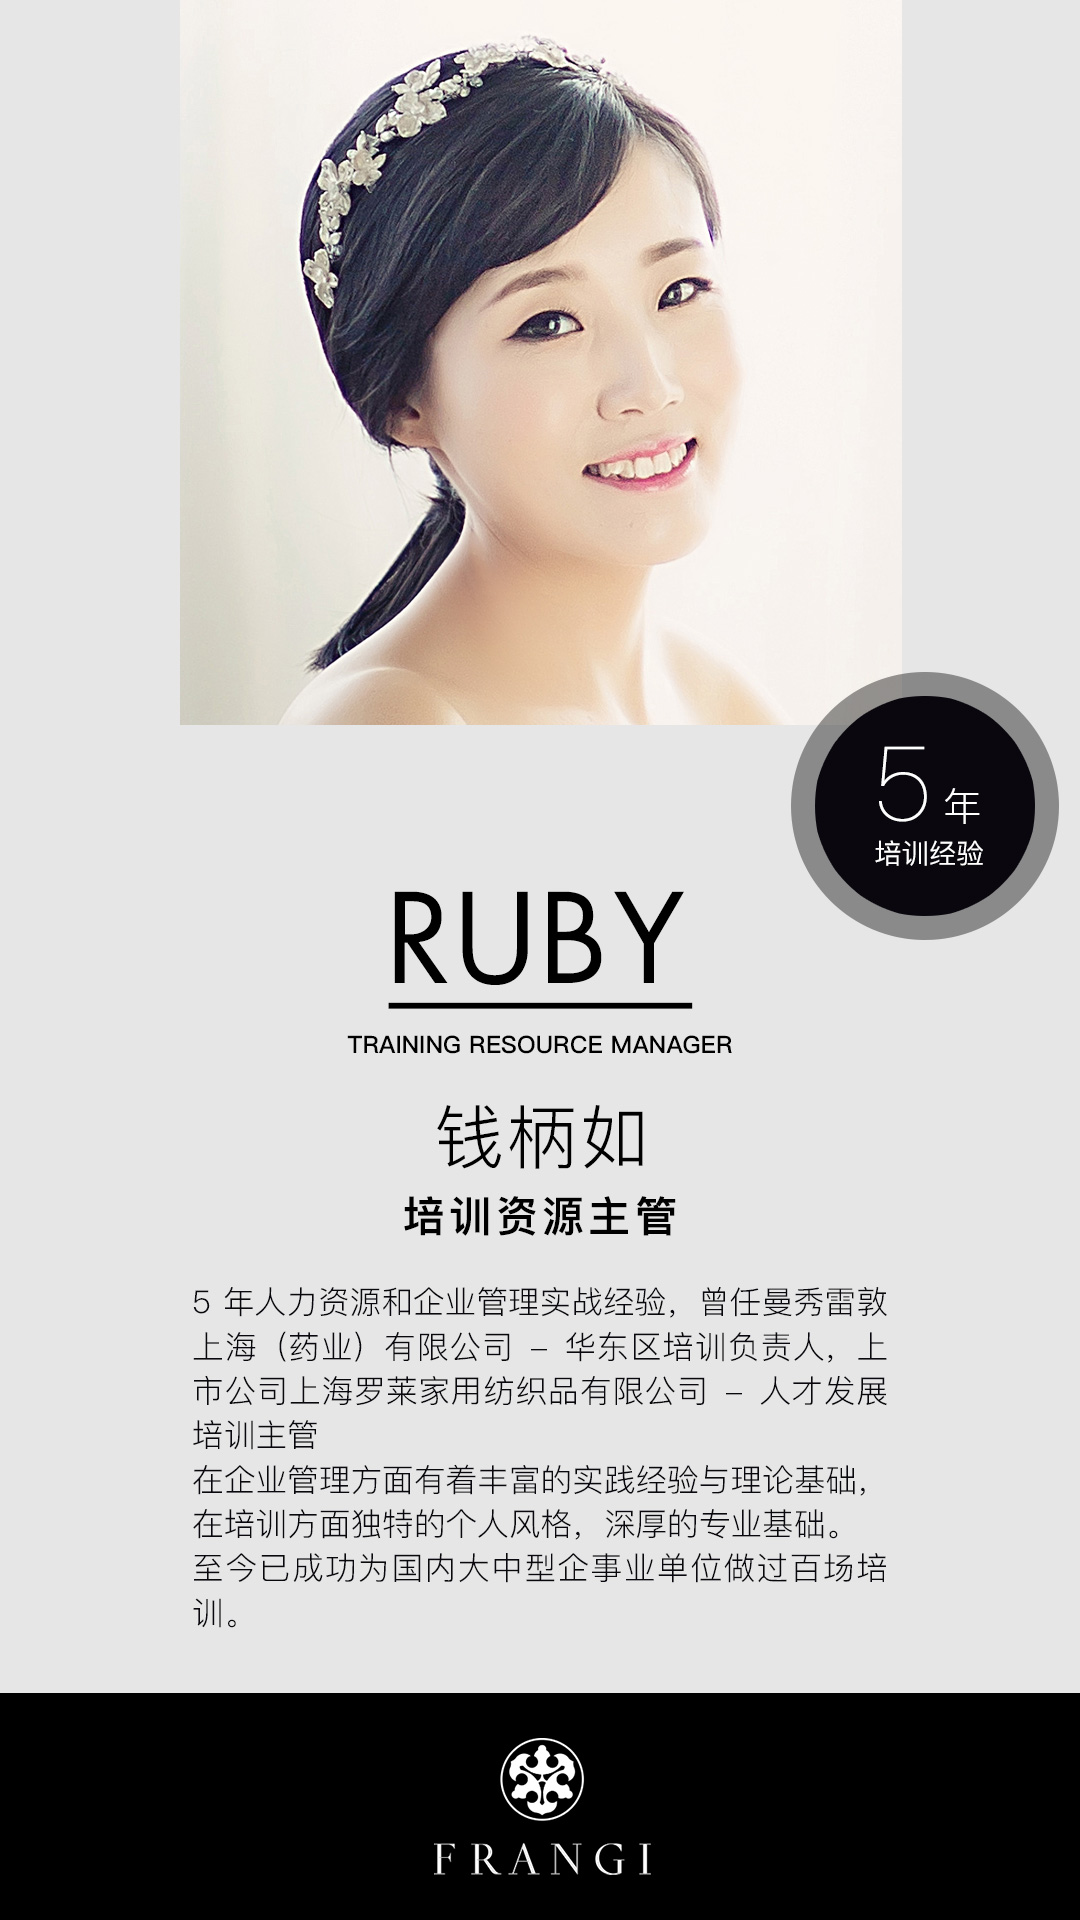 5 年
培训经验
RUBY
TRAINING RESOURCE MANAGER
钱柄如
培训资源主管
5 年人力资源和企业管理实战经验，曾任曼秀雷敦
上海（药业）有限公司 – 华东区培训负责人，上
市公司上海罗莱家用纺织品有限公司 – 人才发展
培训主管
在企业管理方面有着丰富的实践经验与理论基础，
在培训方面独特的个人风格，深厚的专业基础。
至今已成功为国内大中型企事业单位做过百场培
训。
FRANGI